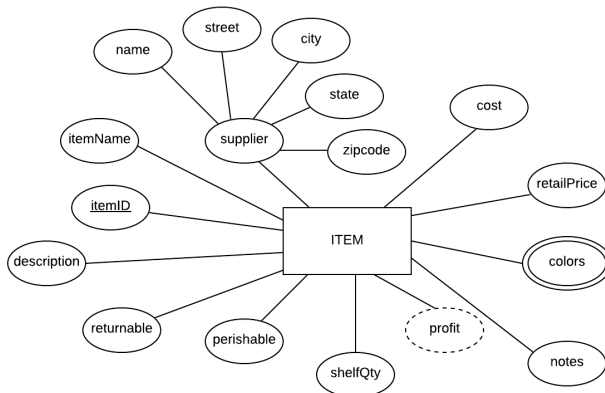 street
city
name
state
cost
supplier
itemName
zipcode
retailPrice
itemID
ITEM
description
colors
returnable
profit
perishable
notes
shelfQty